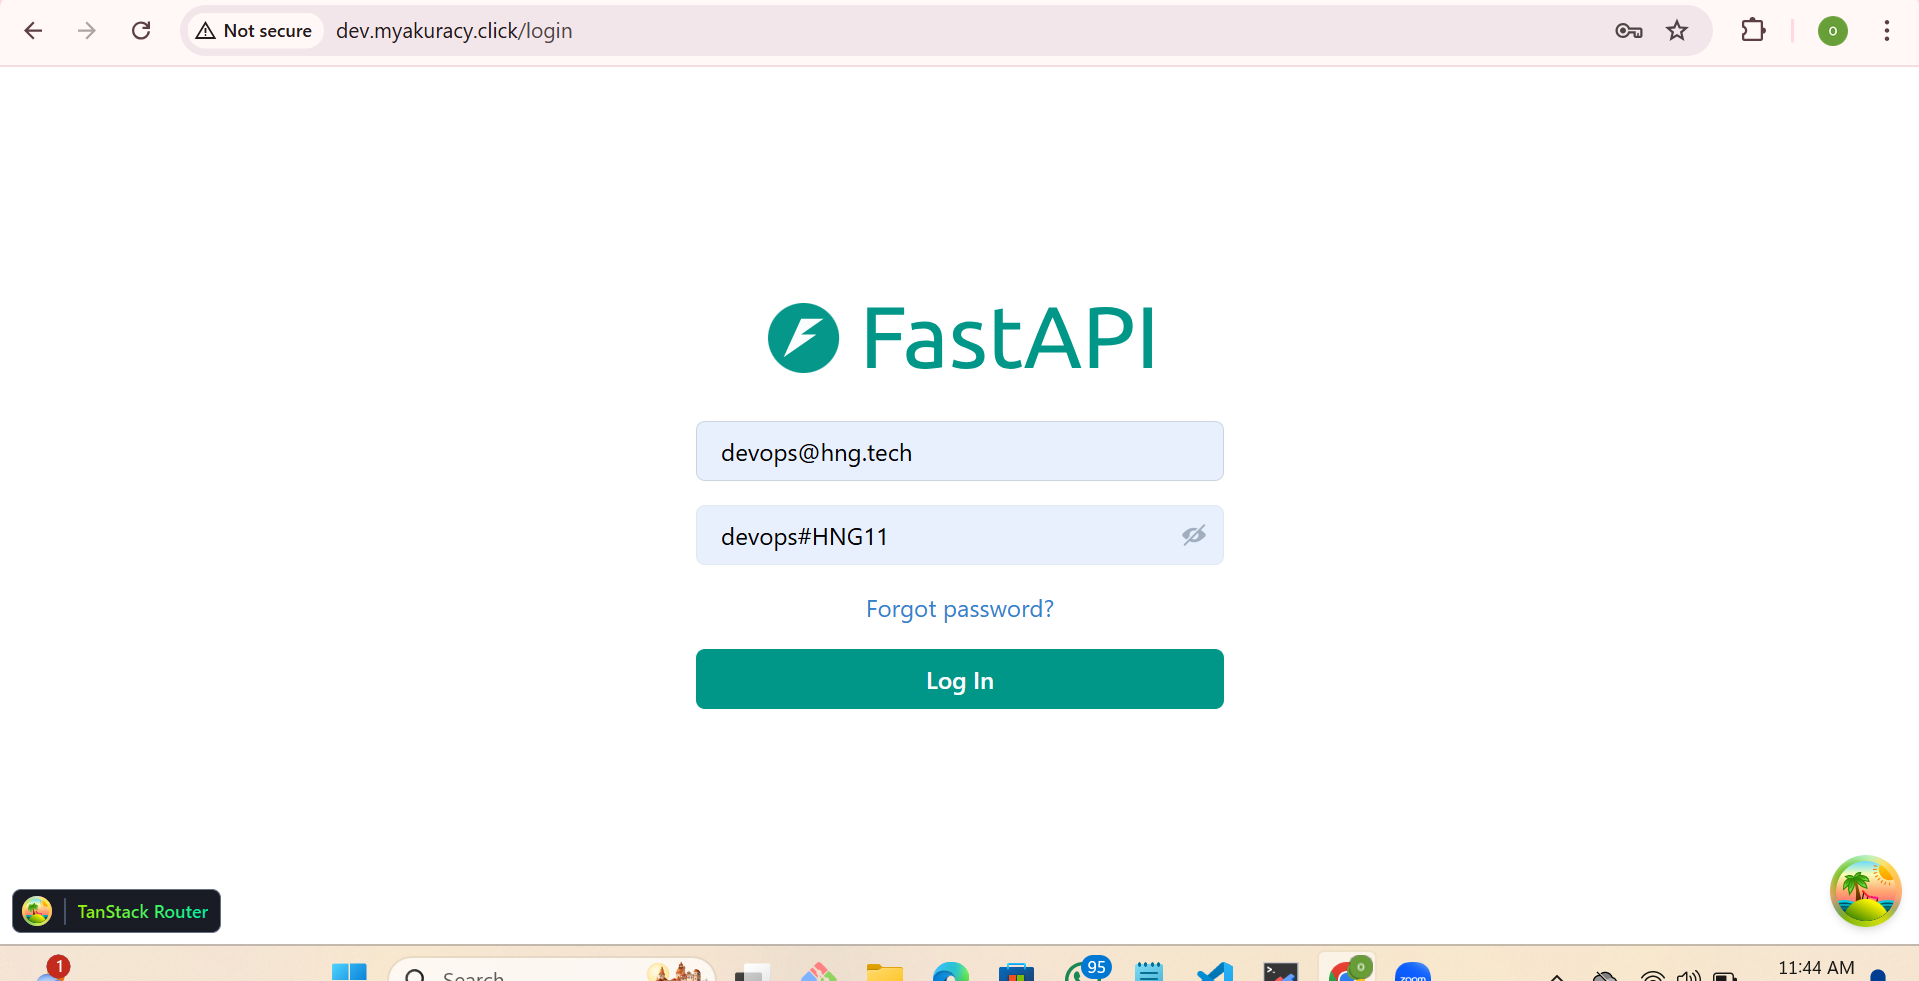 Not secure
dev.myakuracy.click/login
o
FastAPI
devops@hng.tech
devops#HNG11
Forgot password?
Log In
TanStack Router
1
Search
95
o
zoom
11:44 AM